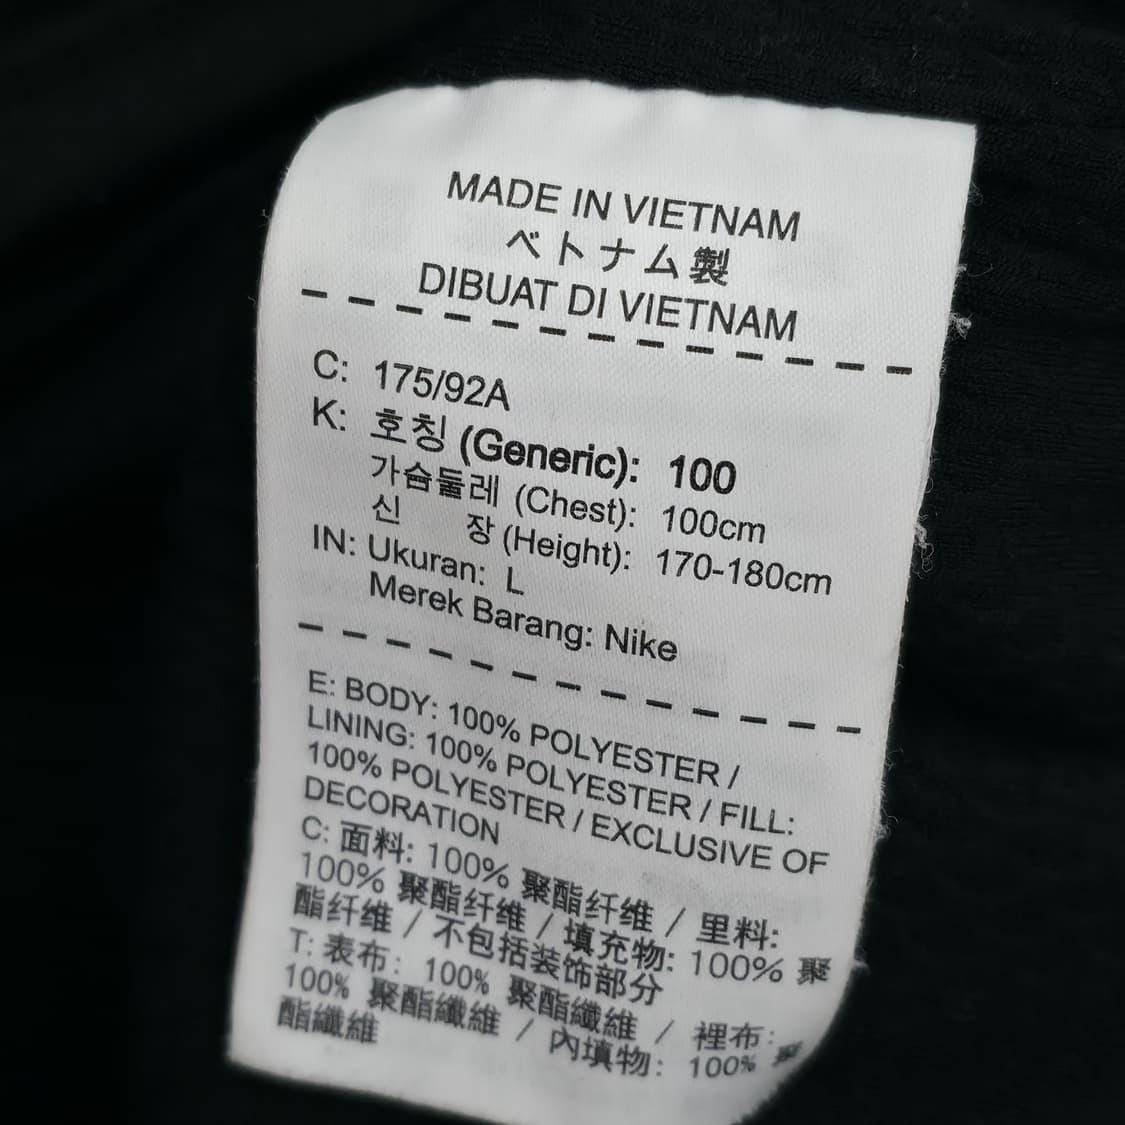 MADE IN VIETNAM
ベトナム製
DIBUAT DI VIETNAM
C: 175/92A
K: 호칭 (Generic): 100
가슴둘레 (Chest): 100cm
신 장 (Height): 170-180cm
IN: Ukuran: L
Merek Barang: Nike
E: BODY: 100% POLYESTER /
LINING: 100% POLYESTER / FILL:
100% POLYESTER / EXCLUSIVE OF
DECORATION
C: 面料: 100% 聚酯纤维 / 里料:
100% 聚酯纤维 / 填充物: 100% 聚
酯纤维 / 不包括装饰部分
T: 表布: 100% 聚酯纖維 / 裡布:
100% 聚酯纖維 / 內填物: 100% 聚
酯纖維